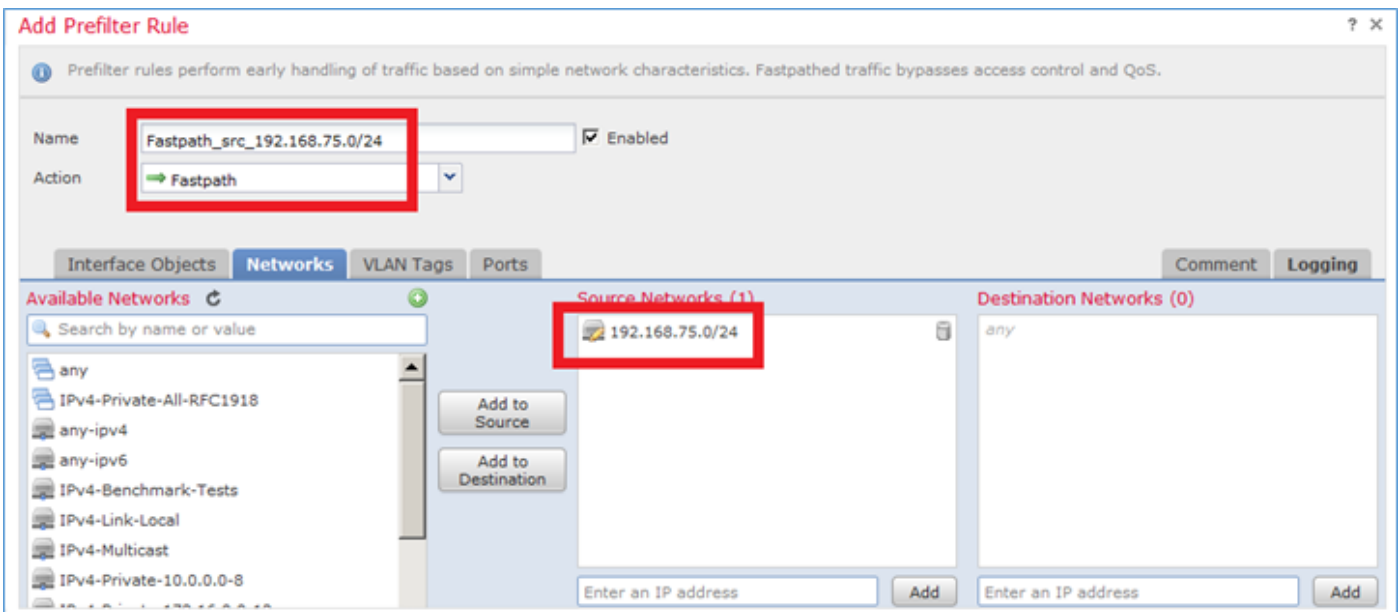 Add Prefilter Rule ? ×
Prefilter rules perform early handling of traffic based on simple network characteristics. Fastpathed traffic bypasses access control and QoS.
Name Fastpath_src_192.168.75.0/24 Enabled
Action Fastpath
Interface Objects Networks VLAN Tags Ports Comment Logging
Available Networks Source Networks (1) Destination Networks (0)
Search by name or value 192.168.75.0/24 any
any
IPv4-Private-All-RFC1918
any-ipv4
any-ipv6
IPv4-Benchmark-Tests
IPv4-Link-Local
IPv4-Multicast
IPv4-Private-10.0.0.0-8
Add to
Source
Add to
Destination
Enter an IP address Add Enter an IP address Add